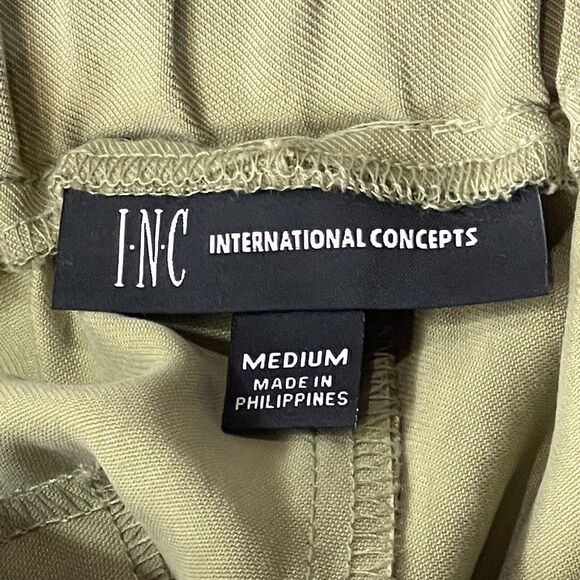 I·N·C INTERNATIONAL CONCEPTS
MEDIUM
MADE IN
PHILIPPINES